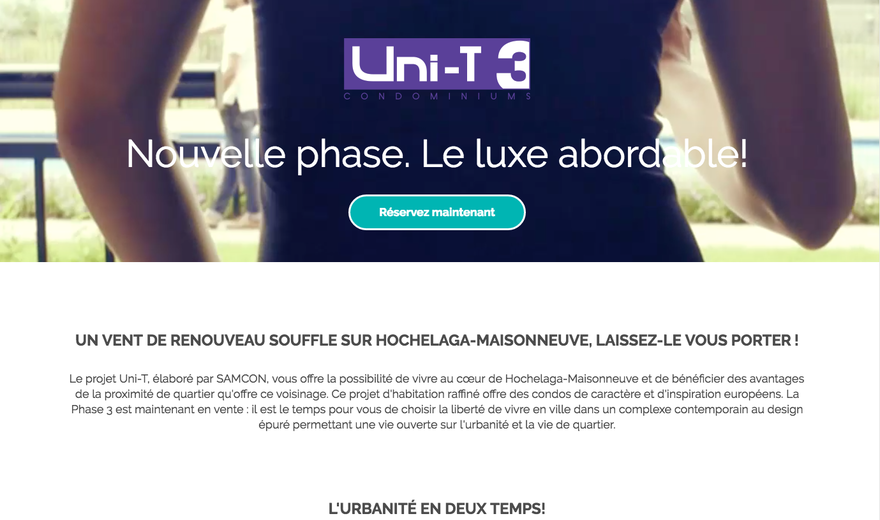 Uni-T 3
CONDOMINIUMS
Nouvelle phase. Le luxe abordable!
Réservez maintenant
UN VENT DE RENOUVEAU SOUFFLE SUR HOCHELAGA-MAISONNEUVE, LAISSEZ-LE VOUS PORTER !
Le projet Uni-T, élaboré par SAMCON, vous offre la possibilité de vivre au cœur de Hochelaga-Maisonneuve et de bénéficier des avantages
de la proximité de quartier qu'offre ce voisinage. Ce projet d'habitation raffiné offre des condos de caractère et d'inspiration européens. La
Phase 3 est maintenant en vente : il est le temps pour vous de choisir la liberté de vivre en ville dans un complexe contemporain au design
épuré permettant une vie ouverte sur l'urbanité et la vie de quartier.
L'URBANITÉ EN DEUX TEMPS!